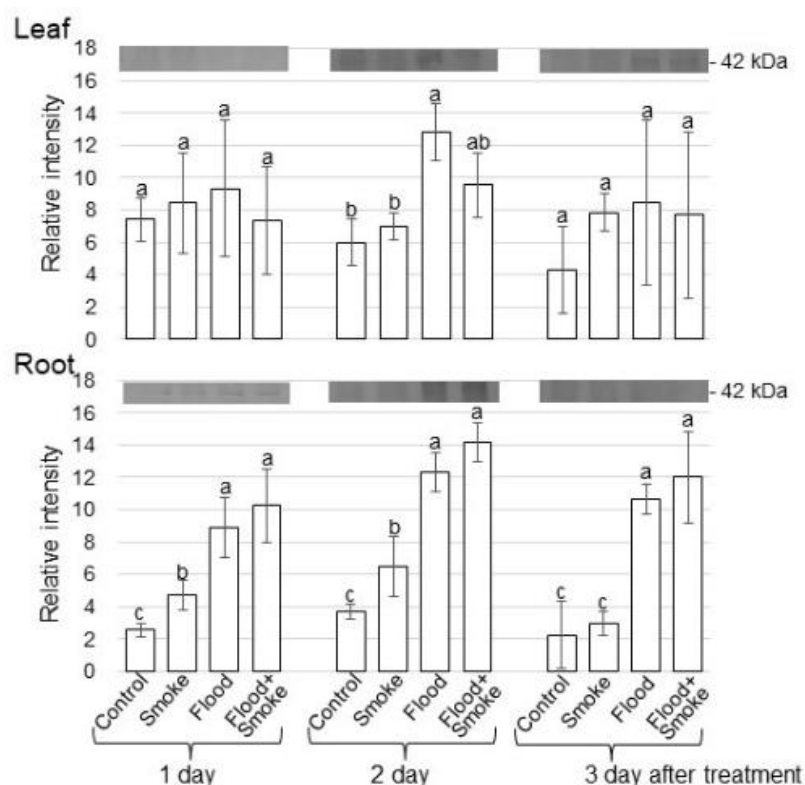 Leaf
18
16
14
12
10
8
6
4
2
0
Relative intensity
- 42 kDa
a
a
a
a
b
b
a
ab
a
a
a
a
Root
18
16
14
12
10
8
6
4
2
0
Relative intensity
- 42 kDa
c
b
a
a
c
b
a
a
c
c
a
a
Control
Smoke
Flood
Flood+
Smoke
Control
Smoke
Flood
Flood+
Smoke
Control
Smoke
Flood
Flood+
Smoke
1 day
2 day
3 day after treatment